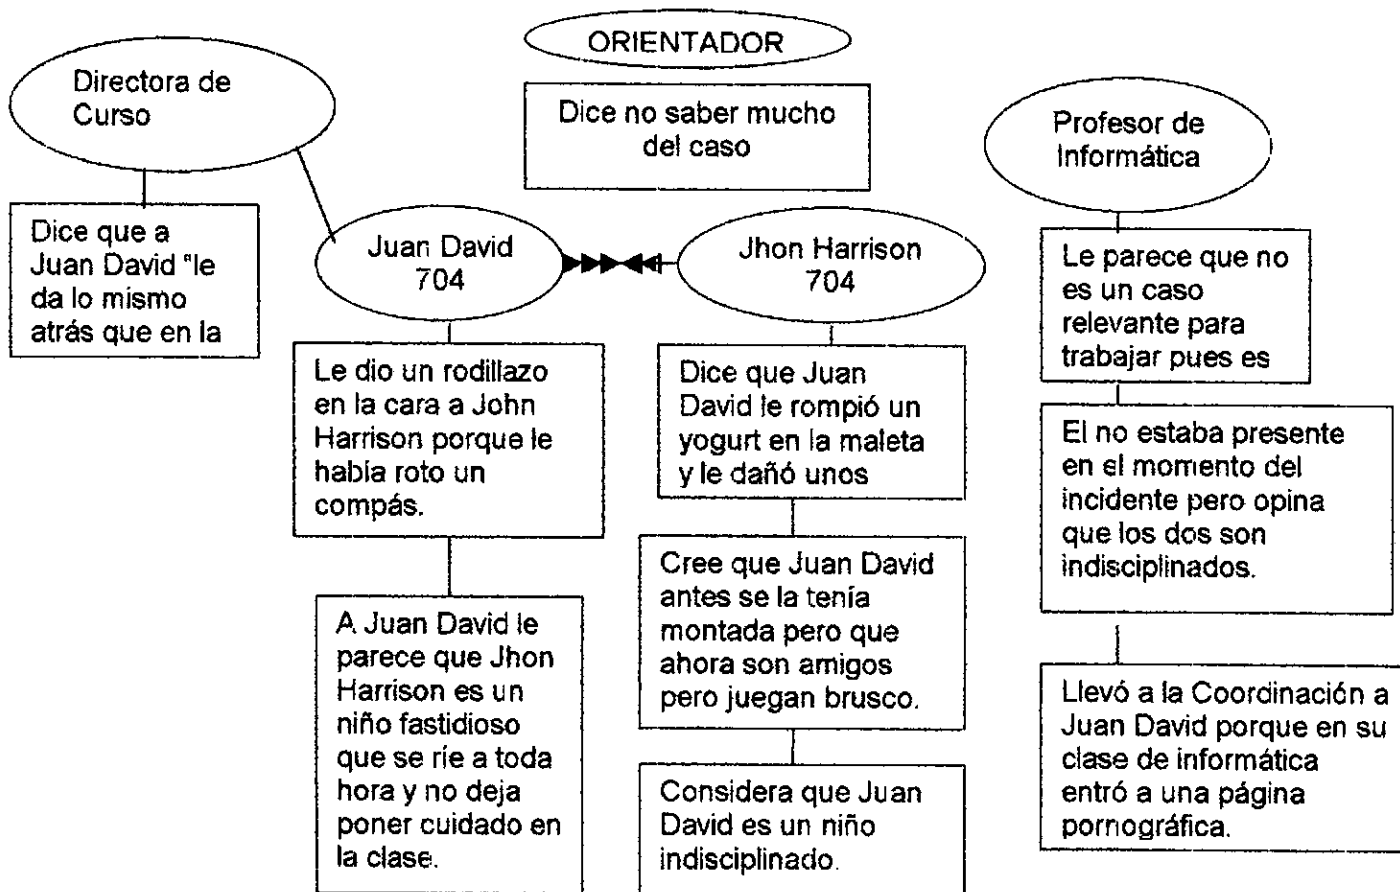 ORIENTADOR
Dice no saber mucho
del caso
Directora de
Curso
Dice que a
Juan David "le
da lo mismo
atrás que en la
Juan David
704
Le dio un rodillazo
en la cara a John
Harrison porque le
había roto un
compás.
A Juan David le
parece que Jhon
Harrison es un
niño fastidioso
que se ríe a toda
hora y no deja
poner cuidado en
la clase.
Jhon Harrison
704
Dice que Juan
David le rompió un
yogurt en la maleta
y le dañó unos
Cree que Juan David
antes se la tenía
montada pero que
ahora son amigos
pero juegan brusco.
Considera que Juan
David es un niño
indisciplinado.
Profesor de
Informática
Le parece que no
es un caso
relevante para
trabajar pues es
El no estaba presente
en el momento del
incidente pero opina
que los dos son
indisciplinados.
Llevó a la Coordinación a
Juan David porque en su
clase de informática
entró a una página
pornográfica.